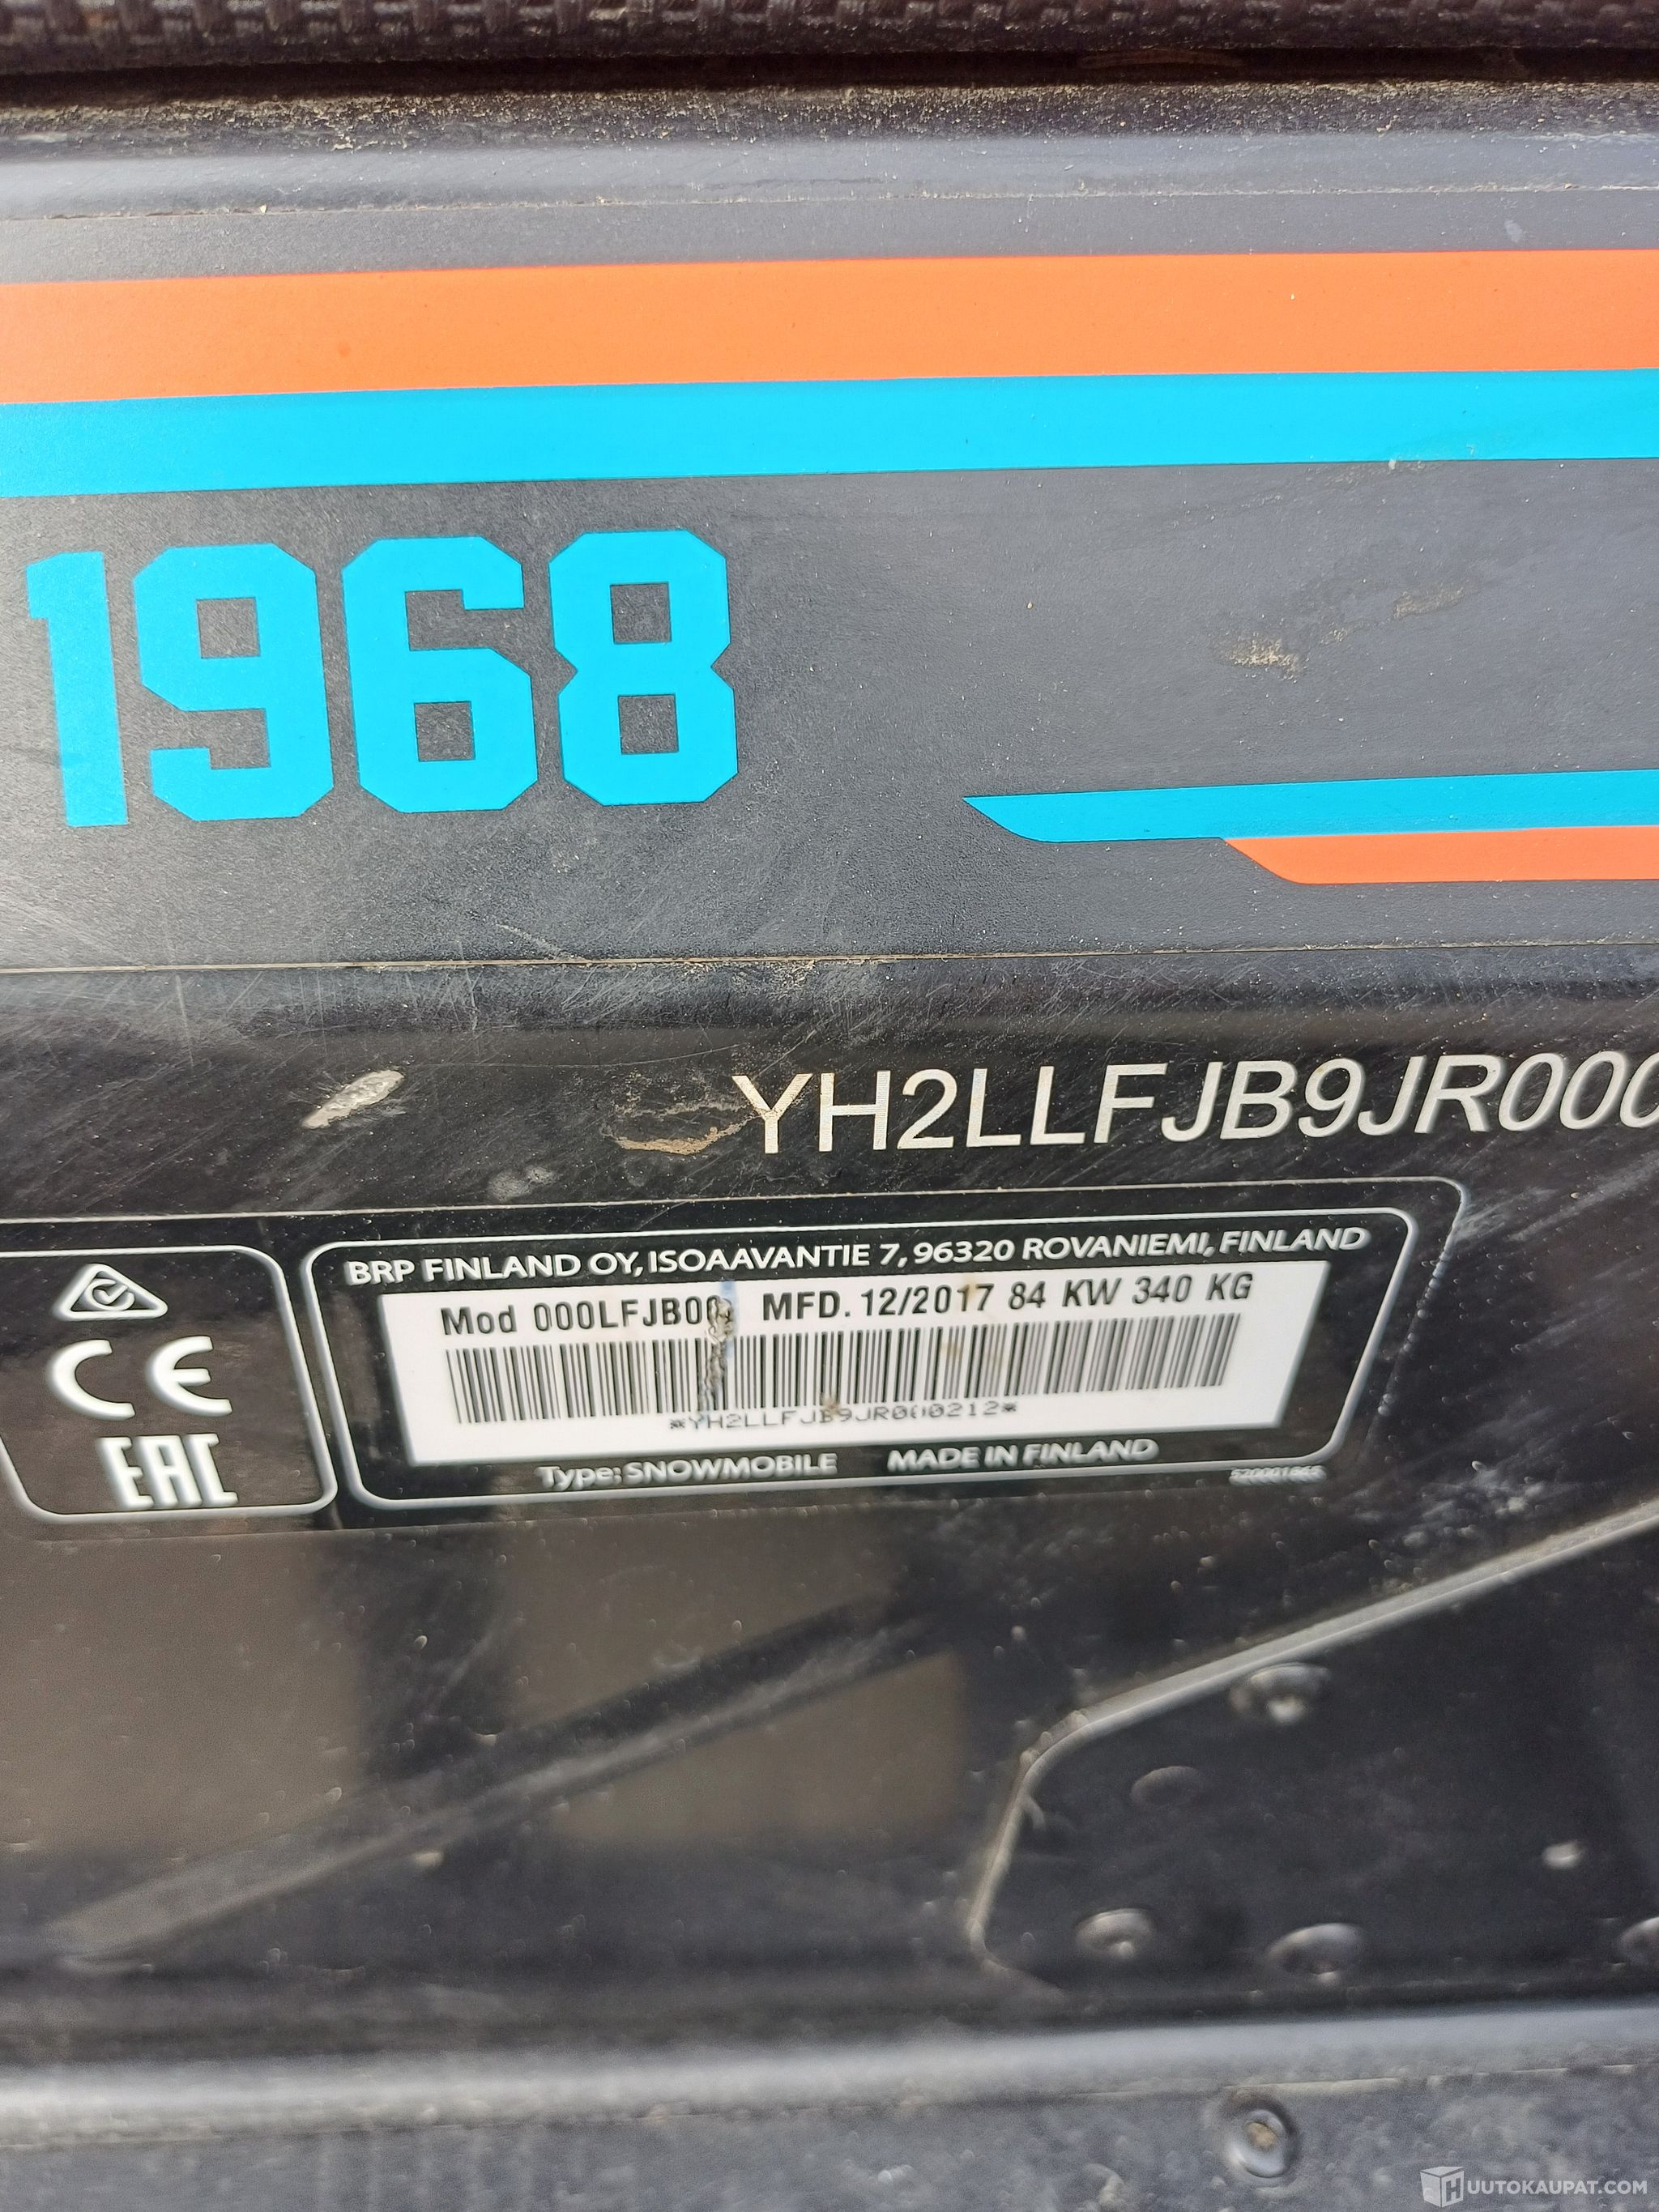 1968
YH2LLFJB9JR000
BRP FINLAND OY, ISOAAVANTIE 7, 96320 ROVANIEMI, FINLAND
Mod 000LFJB00 MFD. 12/2017 84 KW 340 KG
*YH2LLFJB9JR000212*
CE
EAC
Type: SNOWMOBILE MADE IN FINLAND
HUUTOKAUPAT.COM